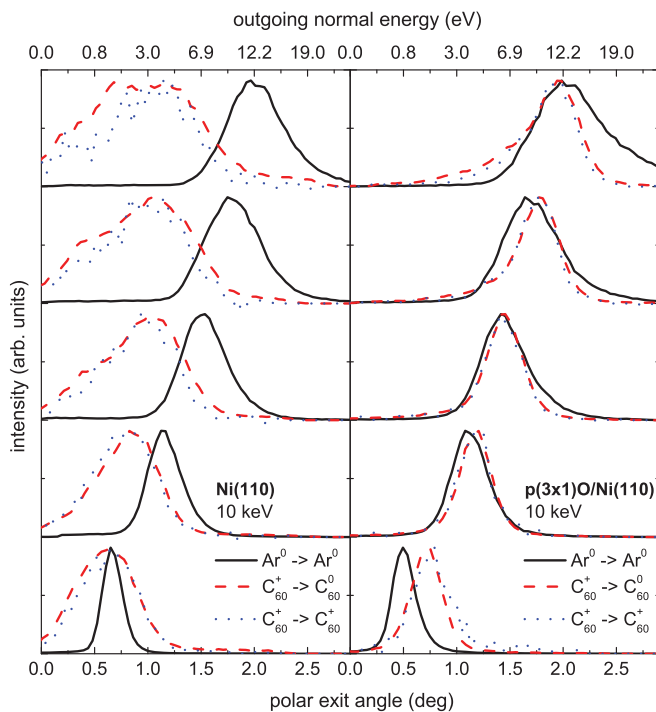 outgoing normal energy (eV)
0.0 0.8 3.0 6.9 12.2 19.0 0.0 0.8 3.0 6.9 12.2 19.0
intensity (arb. units)
Ni(110)
10 keV
p(3x1)O/Ni(110)
10 keV
Ar⁰ -> Ar⁰
C₆₀⁺ -> C₆₀⁰
C₆₀⁺ -> C₆₀⁺
Ar⁰ -> Ar⁰
C₆₀⁺ -> C₆₀⁰
C₆₀⁺ -> C₆₀⁺
0.0 0.5 1.0 1.5 2.0 2.5 0.0 0.5 1.0 1.5 2.0 2.5
polar exit angle (deg)